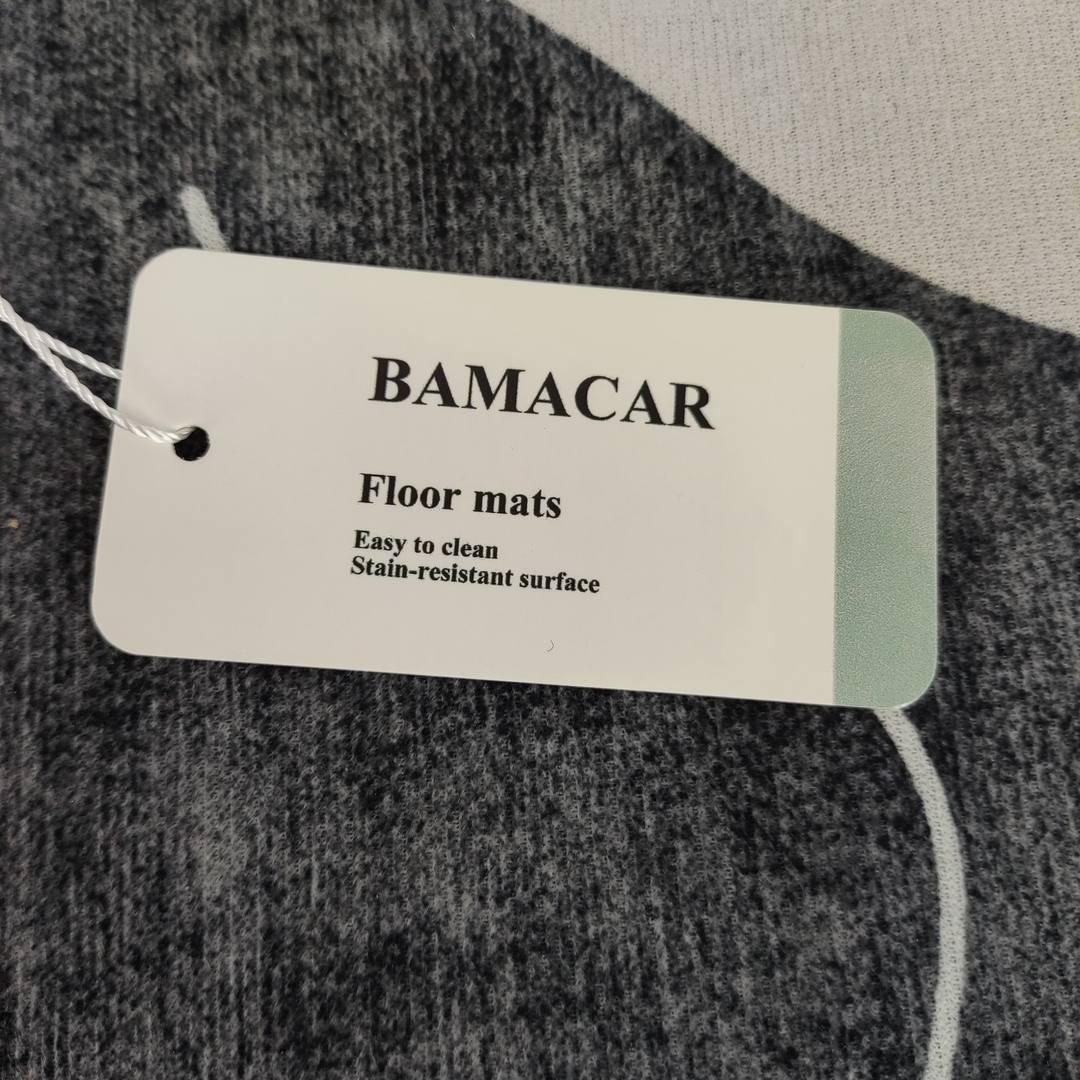 BAMACAR
Floor mats
Easy to clean
Stain-resistant surface